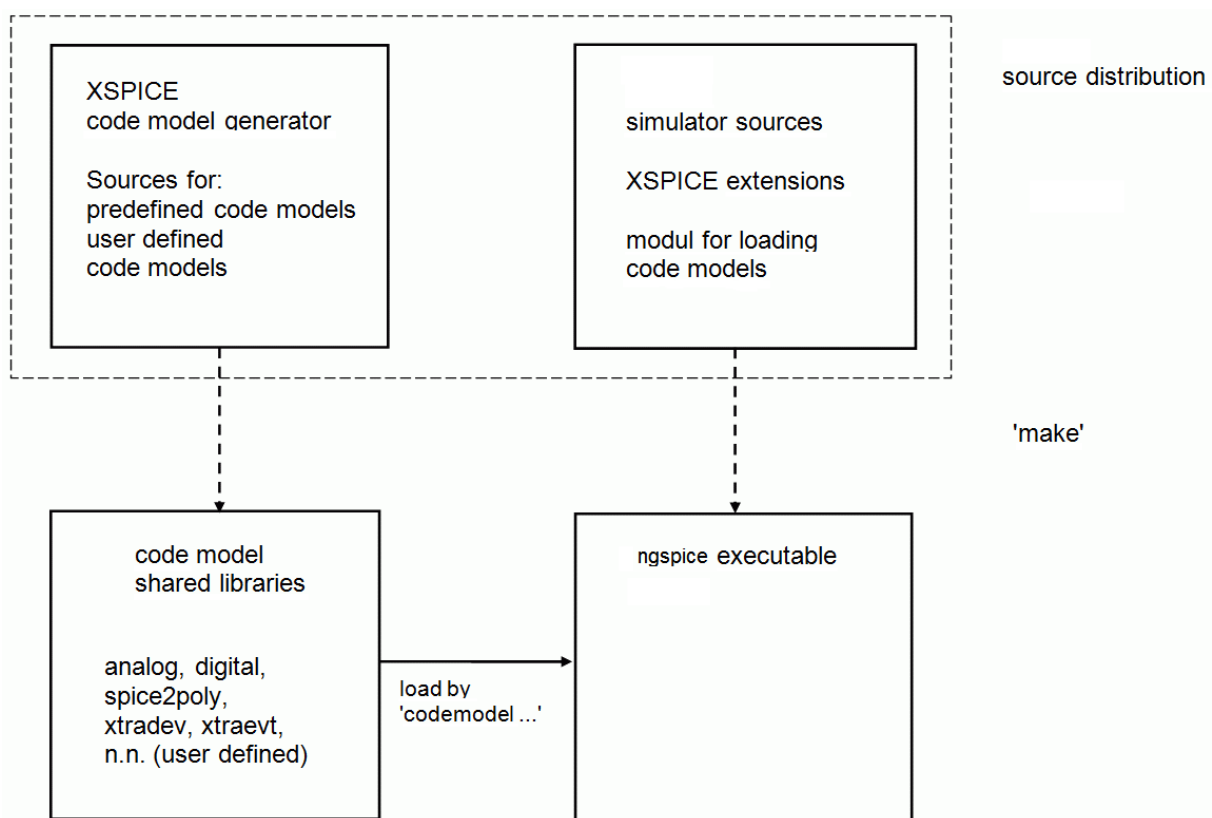 XSPICE
code model generator
Sources for:
predefined code models
user defined
code models
simulator sources
XSPICE extensions
modul for loading
code models
source distribution
'make'
code model
shared libraries
analog, digital,
spice2poly,
xtradev, xtraevt,
n.n. (user defined)
load by
'codemodel ...'
ngspice executable